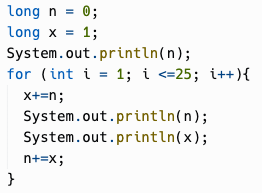 long n = 0;
long x = 1;
System.out.println(n);
for (int i = 1; i <=25; i++){
  x+=n;
  System.out.println(n);
  System.out.println(x);
  n+=x;
}